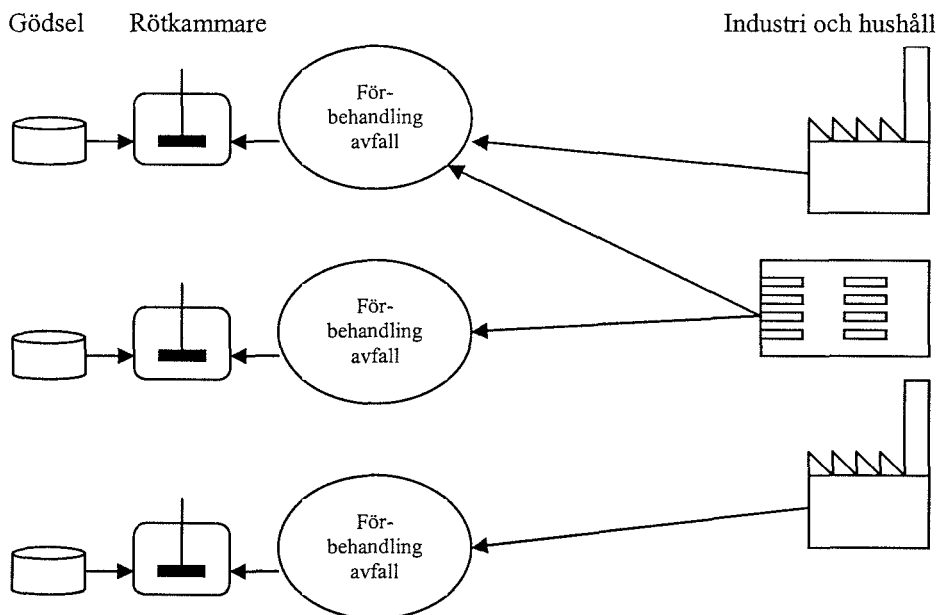 Gödsel Rötkammare Industri och hushåll
För-
behandling
avfall
För-
behandling
avfall
För-
behandling
avfall